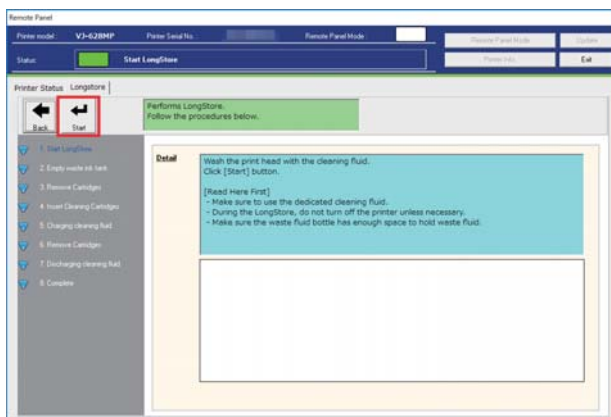 Remote Panel
Printer model : VJ-628MP Printer Serial No. Remote Panel Mode :
Remote Panel Mode Update
Status: Start LongStore
Printer Info. Exit
Printer Status Longstore
Back Start
Performs LongStore.
Follow the procedures below.
1. Start LongStore
2. Empty waste ink tank
3. Remove Cartridges
4. Insert Cleaning Cartridges
5. Charging cleaning fluid.
6. Remove Cartridges
7. Discharging cleaning fluid.
8. Complete
Detail
Wash the print head with the cleaning fluid.
Click [Start] button.
[Read Here First]
- Make sure to use the dedicated cleaning fluid.
- During the LongStore, do not turn off the printer unless necessary.
- Make sure the waste fluid bottle has enough space to hold waste fluid.